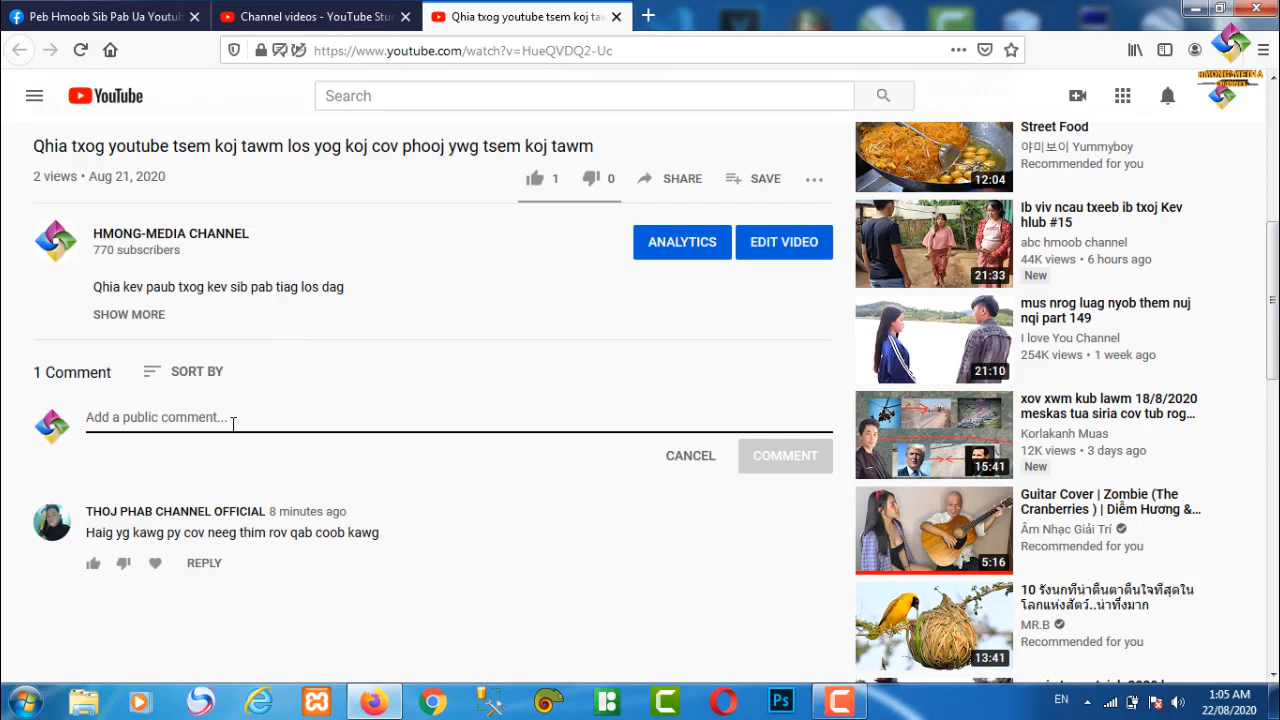 Peb Hmoob Sib Pab Ua Youtub
Channel videos - YouTube Stu
Qhia txog youtube tsem koj ta
https://www.youtube.com/watch?v=HueQVDQ2-Uc
HMONG-MEDIA
YouTube
Search
Qhia txog youtube tsem koj tawm los yog koj cov phooj ywg tsem koj tawm
2 views • Aug 21, 2020
1
0
SHARE
SAVE
HMONG-MEDIA CHANNEL
770 subscribers
ANALYTICS
EDIT VIDEO
Qhia kev paub txog kev sib pab tiag los dag
SHOW MORE
1 Comment
SORT BY
Add a public comment...
CANCEL
COMMENT
THOJ PHAB CHANNEL OFFICIAL 8 minutes ago
Haig yg kawg py cov neeg thim rov qab coob kawg
REPLY
Street Food
야미보이 Yummyboy
Recommended for you
12:04
Ib viv ncau txeeb ib txoj Kev
hlub #15
abc hmoob channel
44K views • 6 hours ago
New
21:33
mus nrog luag nyob them nuj
nqi part 149
I love You Channel
254K views • 1 week ago
21:10
xov xwm kub lawm 18/8/2020
meskas tua siria cov tub rog...
Korlakanh Muas
12K views • 3 days ago
New
15:41
Guitar Cover | Zombie (The
Cranberries ) | Diễm Hương &...
Âm Nhạc Giải Trí
Recommended for you
5:16
10 รังนกที่น่าตื่นตาตื่นใจที่สุดใน
โลกแห่งสัตว์..น่าทึ่งมาก
MR.B
Recommended for you
13:41
EN
1:05 AM
22/08/2020